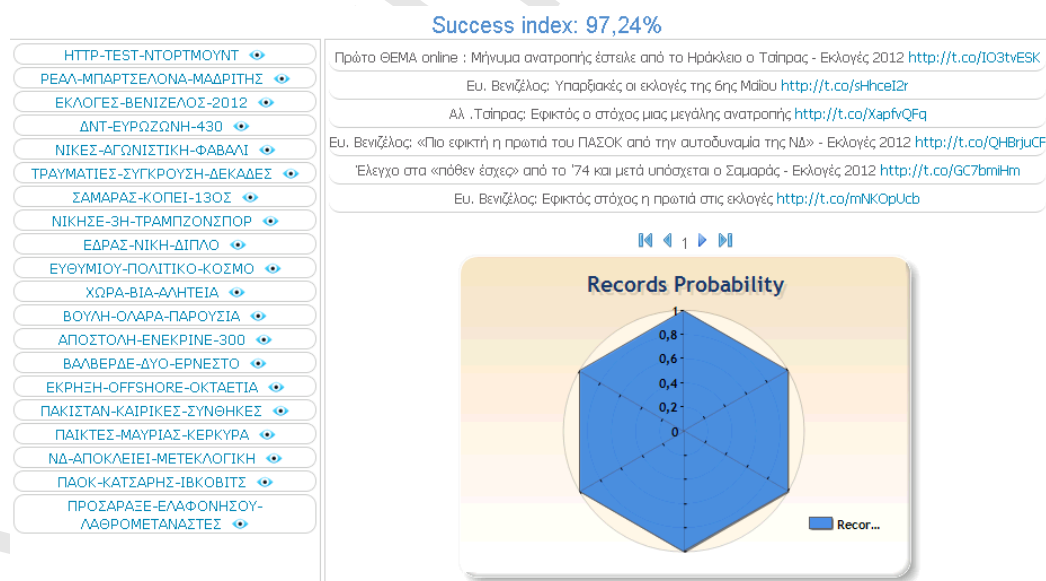 Success index: 97,24%
HTTP-TEST-ΝΤΟΡΤΜΟΥΝΤ
ΡΕΑΛ-ΜΠΑΡΤΣΕΛΟΝΑ-ΜΑΔΡΙΤΗΣ
ΕΚΛΟΓΕΣ-ΒΕΝΙΖΕΛΟΣ-2012
ΔΝΤ-ΕΥΡΩΖΩΝΗ-430
ΝΙΚΕΣ-ΑΓΩΝΙΣΤΙΚΗ-ΦΑΒΑΛΙ
ΤΡΑΥΜΑΤΙΕΣ-ΣΥΓΚΡΟΥΣΗ-ΔΕΚΑΔΕΣ
ΣΑΜΑΡΑΣ-ΚΟΠΕΙ-13ΟΣ
ΝΙΚΗΣΕ-3Η-ΤΡΑΜΠΖΟΝΣΠΟΡ
ΕΔΡΑΣ-ΝΙΚΗ-ΔΙΠΛΟ
ΕΥΘΥΜΙΟΥ-ΠΟΛΙΤΙΚΟ-ΚΟΣΜΟ
ΧΩΡΑ-ΒΙΑ-ΑΛΗΤΕΙΑ
ΒΟΥΛΗ-ΟΛΑΡΑ-ΠΑΡΟΥΣΙΑ
ΑΠΟΣΤΟΛΗ-ΕΝΕΚΡΙΝΕ-300
ΒΑΛΒΕΡΔΕ-ΔΥΟ-ΕΡΝΕΣΤΟ
ΕΚΡΗΞΗ-OFFSHORE-ΟΚΤΑΕΤΙΑ
ΠΑΚΙΣΤΑΝ-ΚΑΙΡΙΚΕΣ-ΣΥΝΘΗΚΕΣ
ΠΑΙΚΤΕΣ-ΜΑΥΡΙΑΣ-ΚΕΡΚΥΡΑ
ΝΔ-ΑΠΟΚΛΕΙΕΙ-ΜΕΤΕΚΛΟΓΙΚΗ
ΠΑΟΚ-ΚΑΤΣΑΡΗΣ-ΙΒΚΟΒΙΤΣ
ΠΡΟΣΑΡΑΞΕ-ΕΛΑΦΟΝΗΣΟΥ-
ΛΑΘΡΟΜΕΤΑΝΑΣΤΕΣ
Πρώτο ΘΕΜΑ online : Μήνυμα ανατροπής έστειλε από το Ηράκλειο ο Τσίπρας - Εκλογές 2012 http://t.co/IO3tvESK
Ευ. Βενιζέλος: Υπαρξιακές οι εκλογές της 6ης Μαΐου http://t.co/sHhceI2r
Αλ .Τσίπρας: Εφικτός ο στόχος μιας μεγάλης ανατροπής http://t.co/XapfvQFq
Ευ. Βενιζέλος: «Πιο εφικτή η πρωτιά του ΠΑΣΟΚ από την αυτοδυναμία της ΝΔ» - Εκλογές 2012 http://t.co/QHBrjuCF
Έλεγχο στα «πόθεν έσχες» από το '74 και μετά υπόσχεται ο Σαμαράς - Εκλογές 2012 http://t.co/GC7bmiHm
Ευ. Βενιζέλος: Εφικτός στόχος η πρωτιά στις εκλογές http://t.co/mNKOpUcb
1
Records Probability
1
0,8
0,6
0,4
0,2
0
Recor...